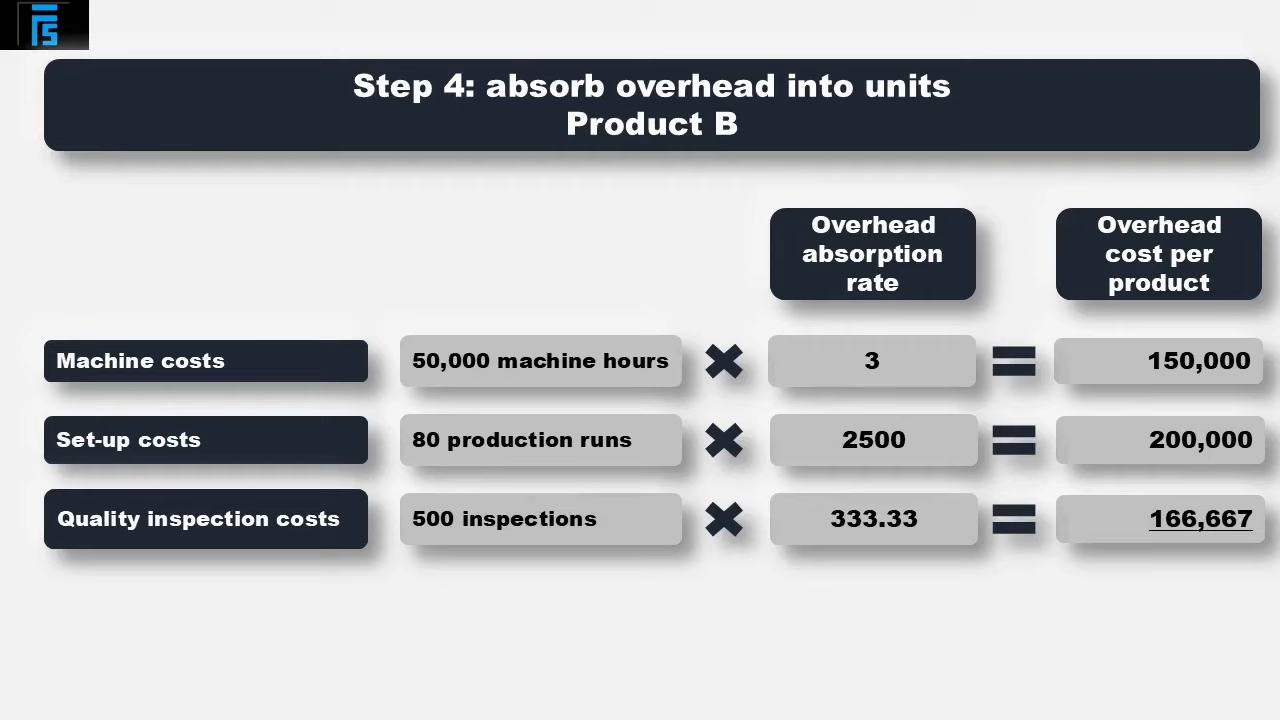 Step 4: absorb overhead into units
Product B
Overhead
absorption
rate
Overhead
cost per
product
Machine costs
50,000 machine hours
3
150,000
Set-up costs
80 production runs
2500
200,000
Quality inspection costs
500 inspections
333.33
166,667